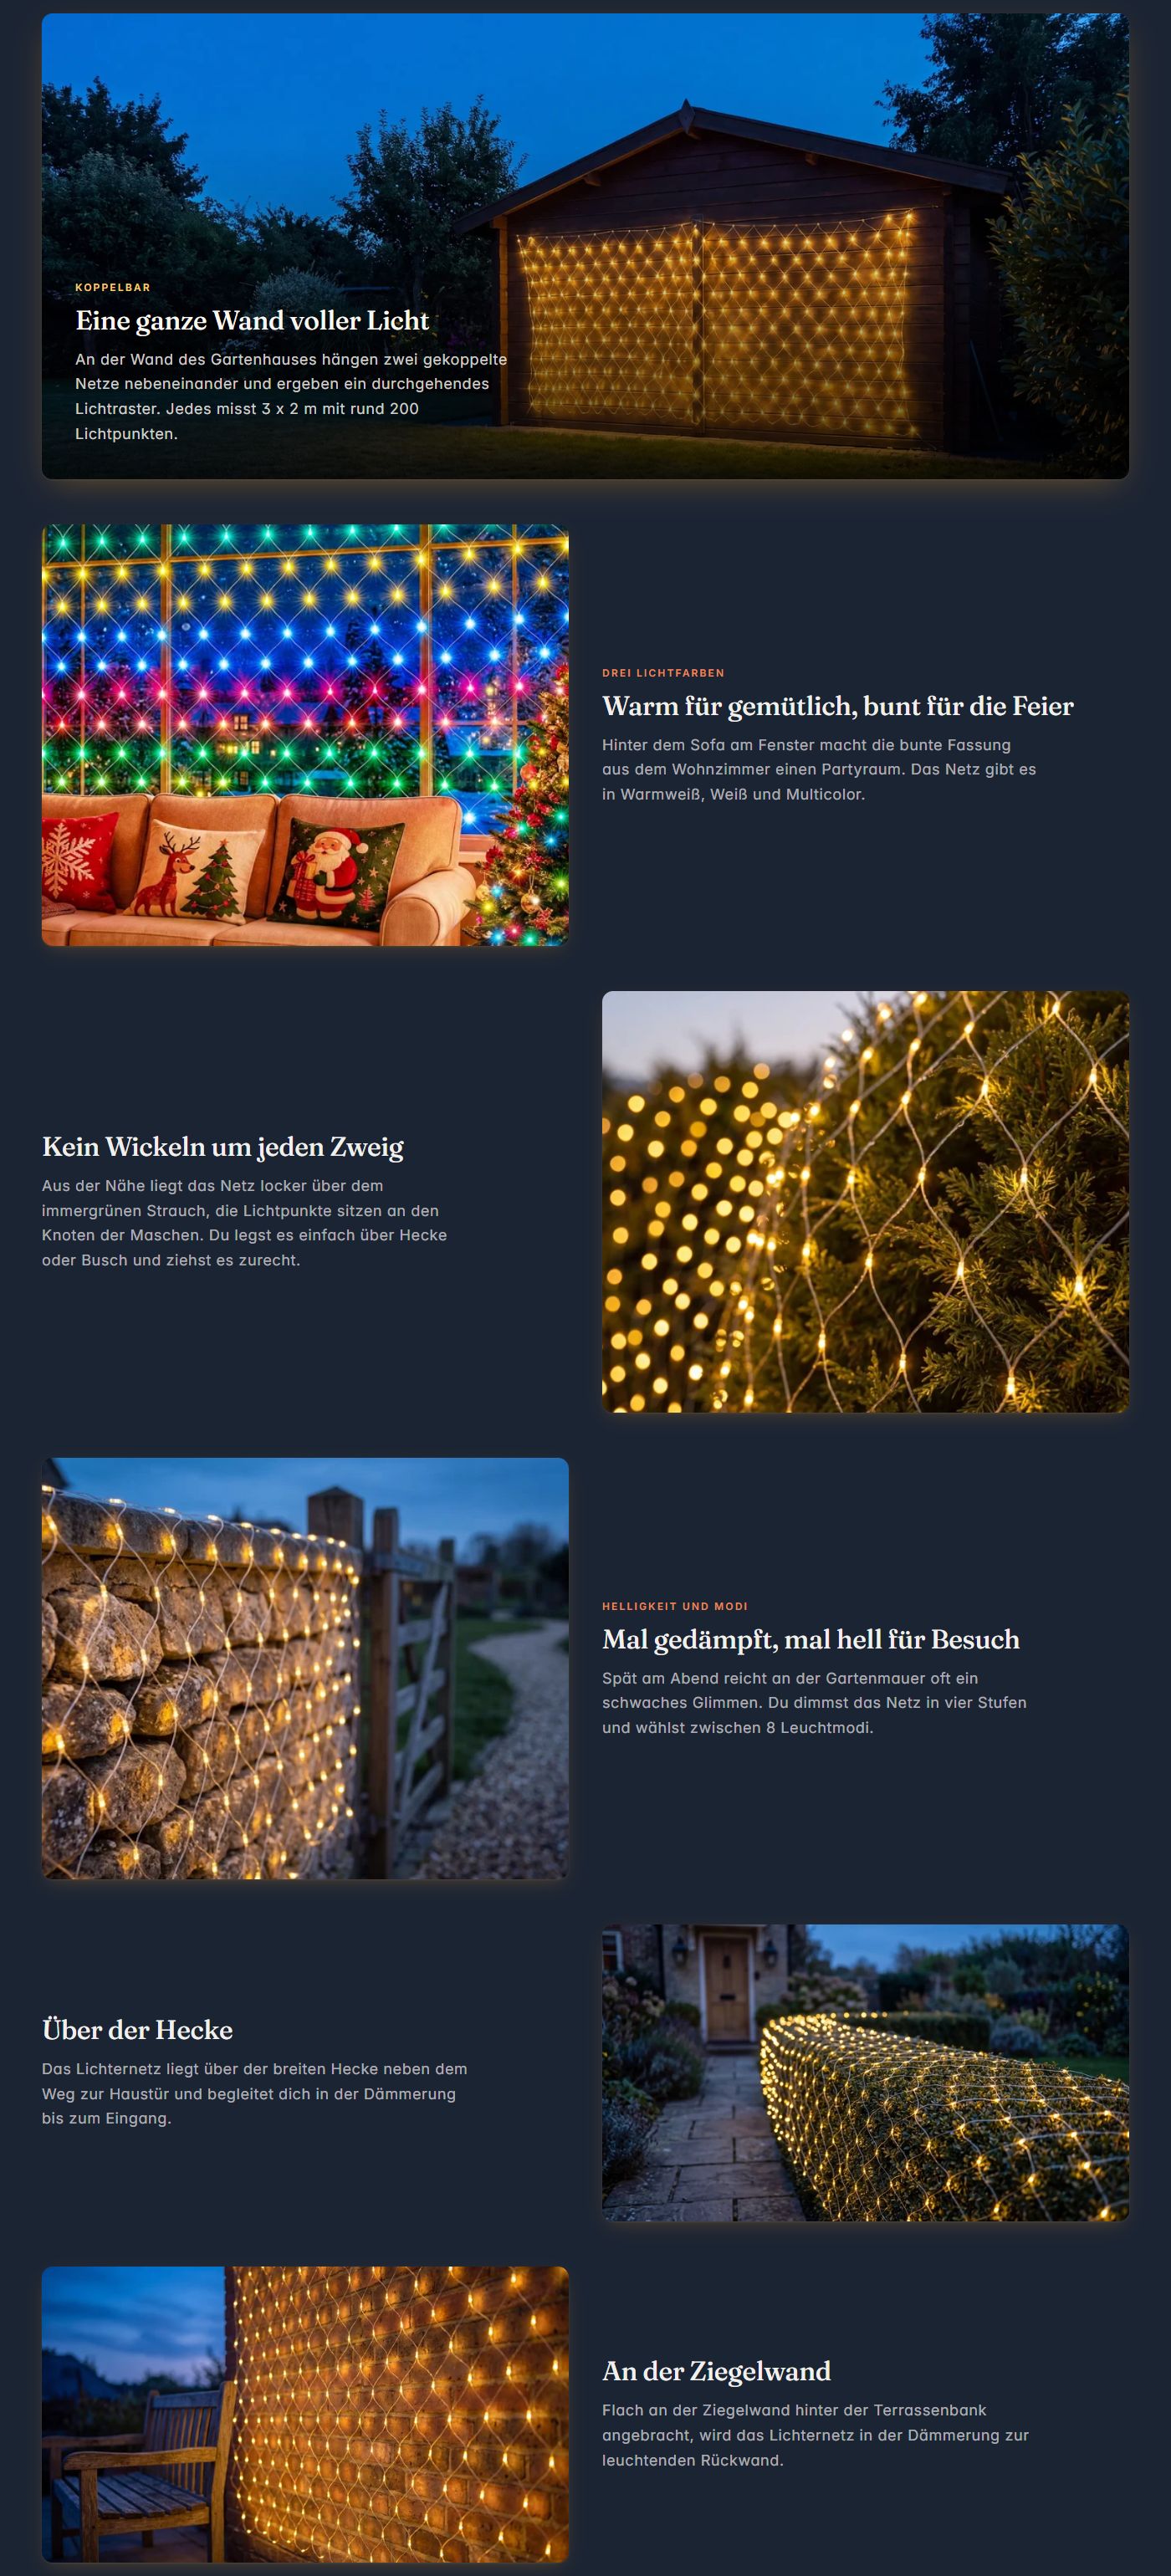 KOPPELBAR
Eine ganze Wand voller Licht
An der Wand des Gartenhauses hängen zwei gekoppelte
Netze nebeneinander und ergeben ein durchgehendes
Lichtraster. Jedes misst 3 x 2 m mit rund 200
Lichtpunkten.
DREI LICHTFARBEN
Warm für gemütlich, bunt für die Feier
Hinter dem Sofa am Fenster macht die bunte Fassung
aus dem Wohnzimmer einen Partyraum. Das Netz gibt es
in Warmweiß, Weiß und Multicolor.
Kein Wickeln um jeden Zweig
Aus der Nähe liegt das Netz locker über dem
immergrünen Strauch, die Lichtpunkte sitzen an den
Knoten der Maschen. Du legst es einfach über Hecke
oder Busch und ziehst es zurecht.
HELLIGKEIT UND MODI
Mal gedämpft, mal hell für Besuch
Spät am Abend reicht an der Gartenmauer oft ein
schwaches Glimmen. Du dimmst das Netz in vier Stufen
und wählst zwischen 8 Leuchtmodi.
Über der Hecke
Das Lichternetz liegt über der breiten Hecke neben dem
Weg zur Haustür und begleitet dich in der Dämmerung
bis zum Eingang.
An der Ziegelwand
Flach an der Ziegelwand hinter der Terrassenbank
angebracht, wird das Lichternetz in der Dämmerung zur
leuchtenden Rückwand.